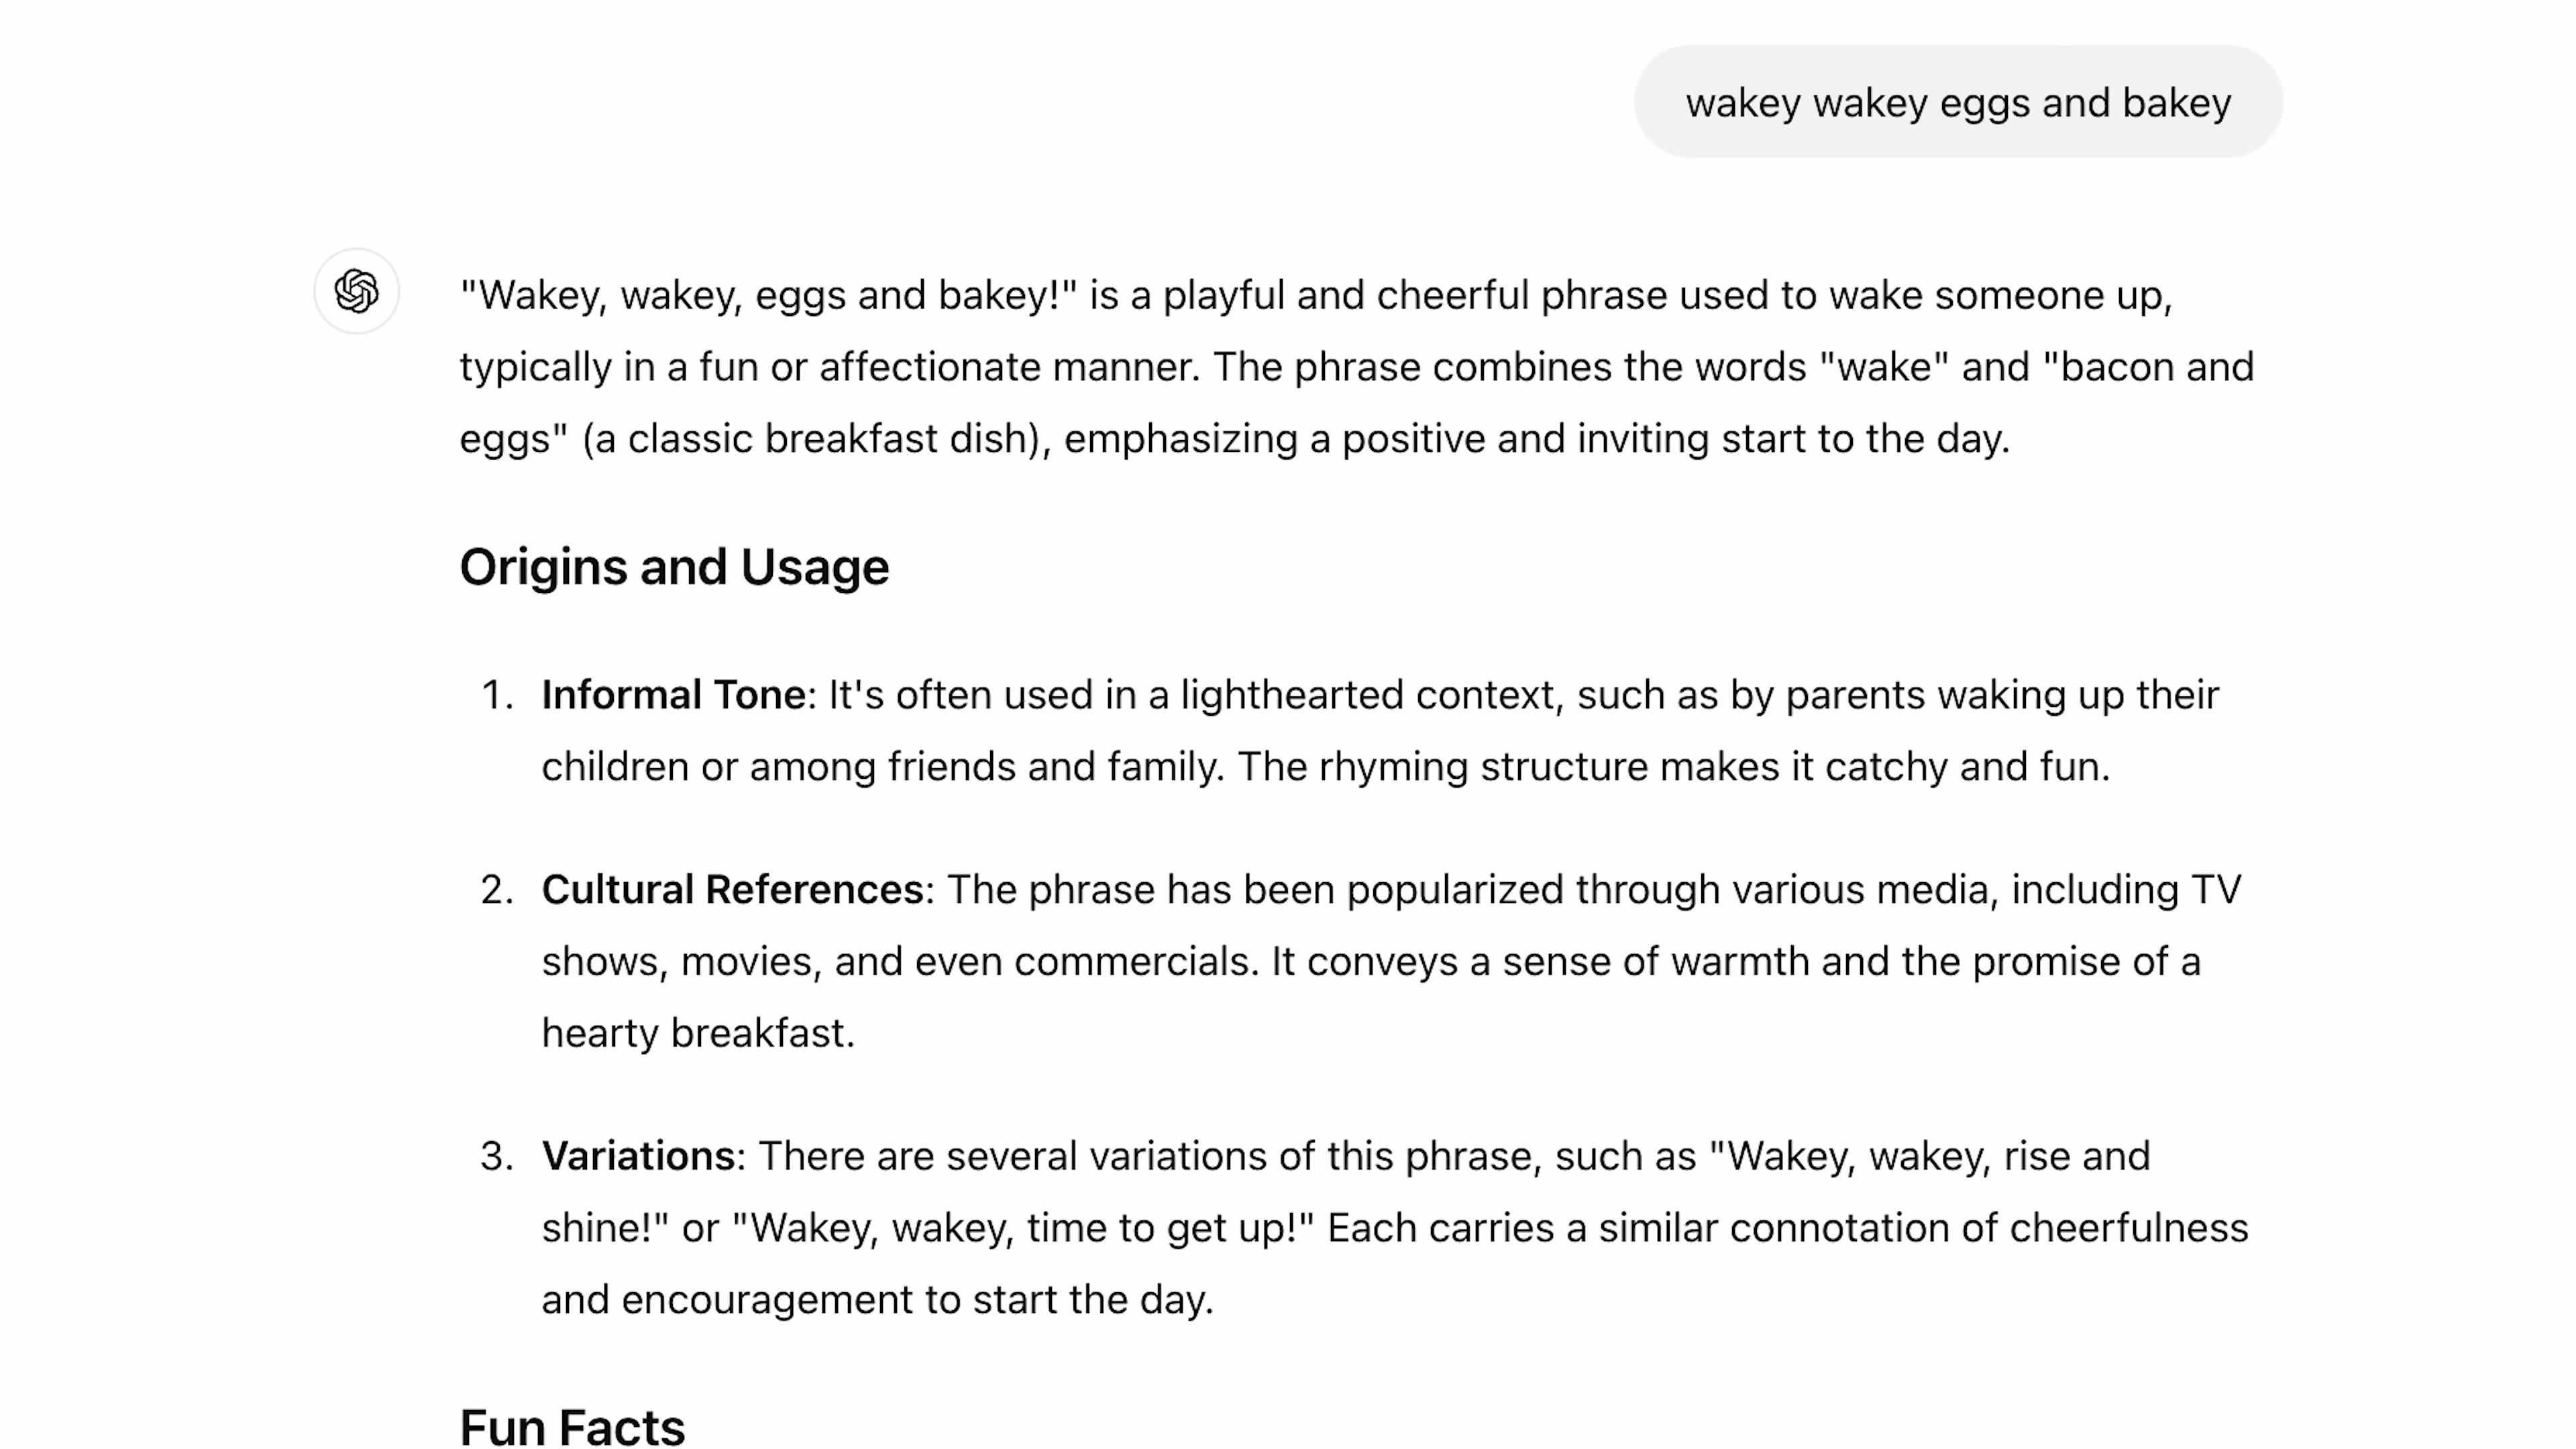 wakey wakey eggs and bakey
"Wakey, wakey, eggs and bakey!" is a playful and cheerful phrase used to wake someone up,
typically in a fun or affectionate manner. The phrase combines the words "wake" and "bacon and
eggs" (a classic breakfast dish), emphasizing a positive and inviting start to the day.
Origins and Usage
1. Informal Tone: It's often used in a lighthearted context, such as by parents waking up their
children or among friends and family. The rhyming structure makes it catchy and fun.
2. Cultural References: The phrase has been popularized through various media, including TV
shows, movies, and even commercials. It conveys a sense of warmth and the promise of a
hearty breakfast.
3. Variations: There are several variations of this phrase, such as "Wakey, wakey, rise and
shine!" or "Wakey, wakey, time to get up!" Each carries a similar connotation of cheerfulness
and encouragement to start the day.
Fun Facts